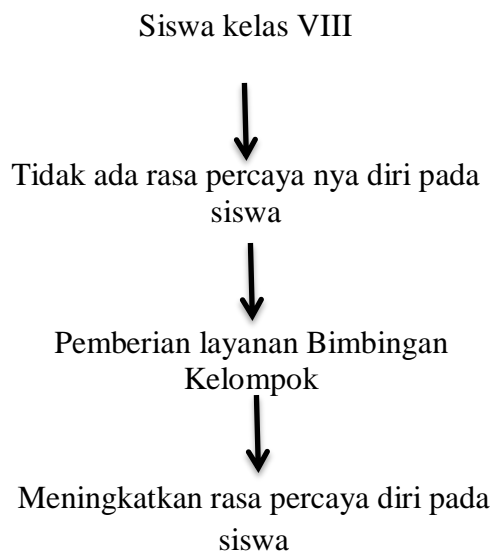 Siswa kelas VIII
Tidak ada rasa percaya nya diri pada
siswa
Pemberian layanan Bimbingan
Kelompok
Meningkatkan rasa percaya diri pada
siswa